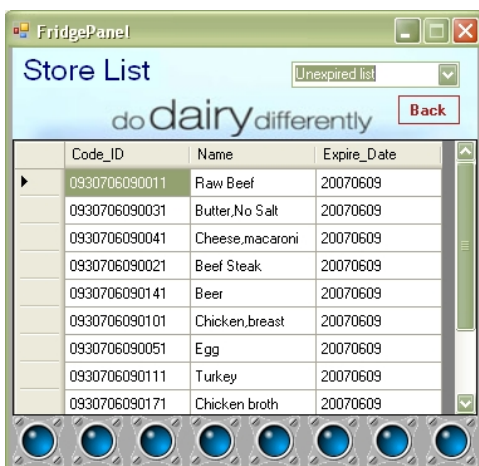 FridgePanel
Store List
Unexpired list
do dairy differently
Back
Code_ID Name Expire_Date
0930706090011 Raw Beef 20070609
0930706090031 Butter,No Salt 20070609
0930706090041 Cheese,macaroni 20070609
0930706090021 Beef Steak 20070609
0930706090141 Beer 20070609
0930706090101 Chicken,breast 20070609
0930706090051 Egg 20070609
0930706090111 Turkey 20070609
0930706090171 Chicken broth 20070609